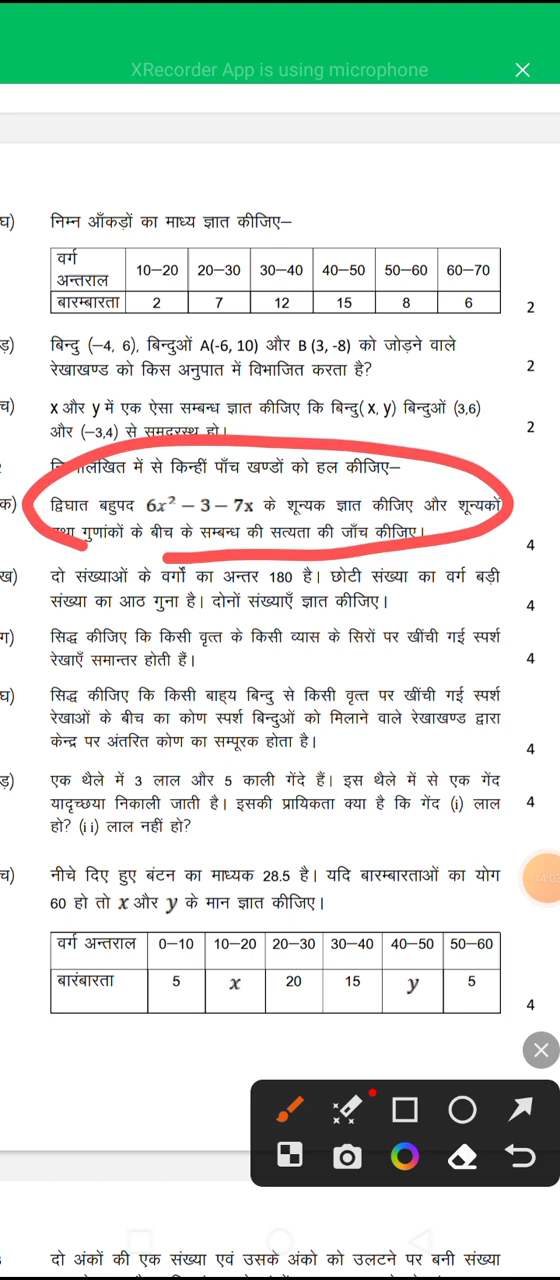 XRecorder App is using microphone
घ) निम्न आँकड़ों का माध्य ज्ञात कीजिए—
वर्ग अन्तराल 10—20 20—30 30—40 40—50 50—60 60—70
बारम्बारता 2 7 12 15 8 6
2
ड़) बिन्दु (–4, 6), बिन्दुओं A(-6, 10) और B (3, -8) को जोड़ने वाले
रेखाखण्ड को किस अनुपात में विभाजित करता है?
2
च) x और y में एक ऐसा सम्बन्ध ज्ञात कीजिए कि बिन्दु( x, y) बिन्दुओं (3,6)
और (–3,4) से समदूरस्थ हो।
2
में से किन्हीं पाँच खण्डों को हल कीजिए—
क) द्विघात बहुपद 6x² – 3 – 7x के शून्यक ज्ञात कीजिए और शून्यकों
तथा गुणांकों के बीच के सम्बन्ध की सत्यता की जाँच कीजिए।
4
ख) दो संख्याओं के वर्गों का अन्तर 180 है। छोटी संख्या का वर्ग बड़ी
संख्या का आठ गुना है। दोनों संख्याएँ ज्ञात कीजिए।
4
ग) सिद्ध कीजिए कि किसी वृत्त के किसी व्यास के सिरों पर खींची गई स्पर्श
रेखाएँ समान्तर होती हैं।
4
घ) सिद्ध कीजिए कि किसी बाह्य बिन्दु से किसी वृत्त पर खींची गई स्पर्श
रेखाओं के बीच का कोण स्पर्श बिन्दुओं को मिलाने वाले रेखाखण्ड द्वारा
केन्द्र पर अंतरित कोण का सम्पूरक होता है।
4
ड़) एक थैले में 3 लाल और 5 काली गेंदे हैं। इस थैले में से एक गेंद
यादृच्छया निकाली जाती है। इसकी प्रायिकता क्या है कि गेंद (i) लाल 4
हो? (ii) लाल नहीं हो?
च) नीचे दिए हुए बंटन का माध्यक 28.5 है। यदि बारम्बारताओं का योग
60 हो तो x और y के मान ज्ञात कीजिए।
वर्ग अन्तराल 0—10 10—20 20—30 30—40 40—50 50—60
बारंबारता 5 x 20 15 y 5
4
दो अंकों की एक संख्या एवं उसके अंको को उलटने पर बनी संख्या